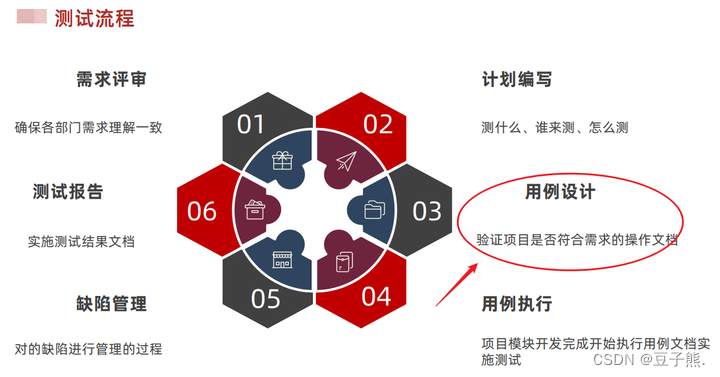 测试流程
需求评审
确保各部门需求理解一致
01
02
计划编写
测什么、谁来测、怎么测
测试报告
实施测试结果文档
06
03
用例设计
验证项目是否符合需求的操作文档
缺陷管理
对的缺陷进行管理的过程
05
04
用例执行
项目模块开发完成开始执行用例文档实
施测试
CSDN @豆子熊.